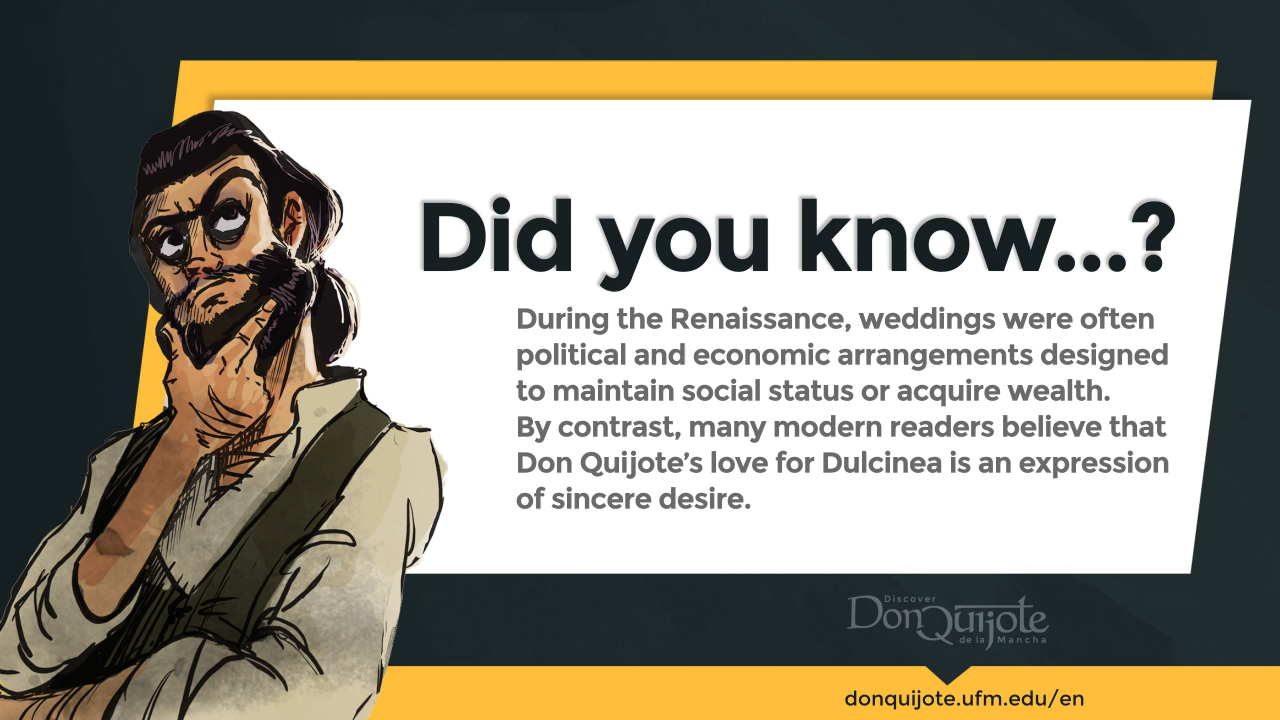 Did you know...?
During the Renaissance, weddings were often
political and economic arrangements designed
to maintain social status or acquire wealth.
By contrast, many modern readers believe that
Don Quijote’s love for Dulcinea is an expression
of sincere desire.
Discover
Don Quijote
de la Mancha
donquijote.ufm.edu/en